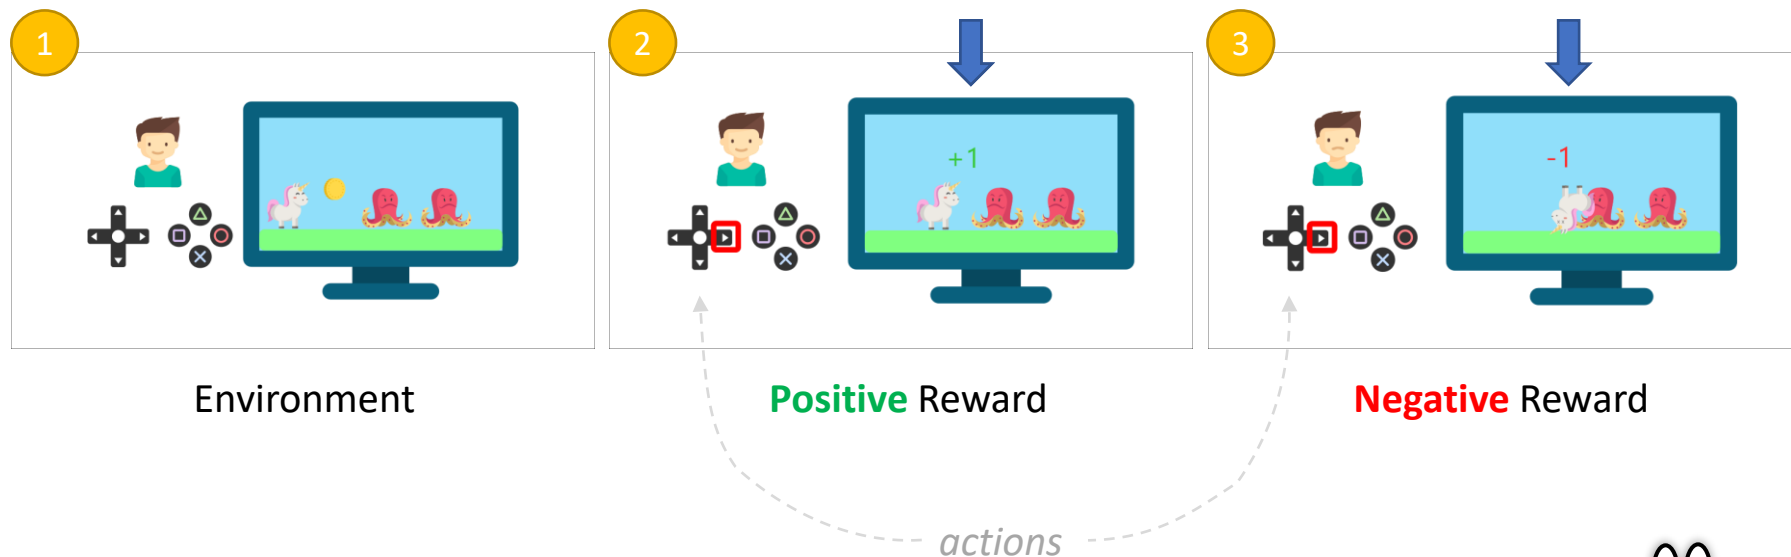 1
2
3
+1
-1
Environment
Positive Reward
Negative Reward
actions